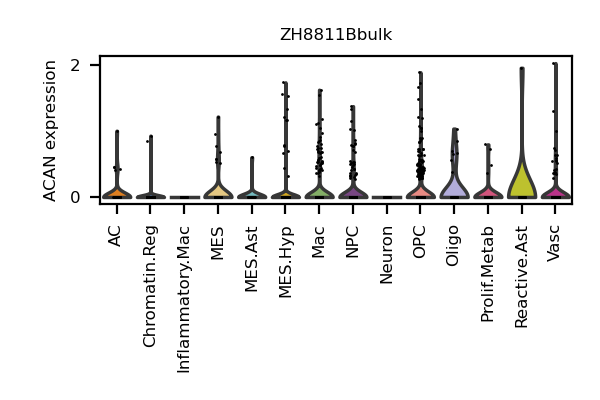 ZH8811Bbulk
ACAN expression
2
0
AC
Chromatin.Reg
Inflammatory.Mac
MES
MES.Ast
MES.Hyp
Mac
NPC
Neuron
OPC
Oligo
Prolif.Metab
Reactive.Ast
Vasc